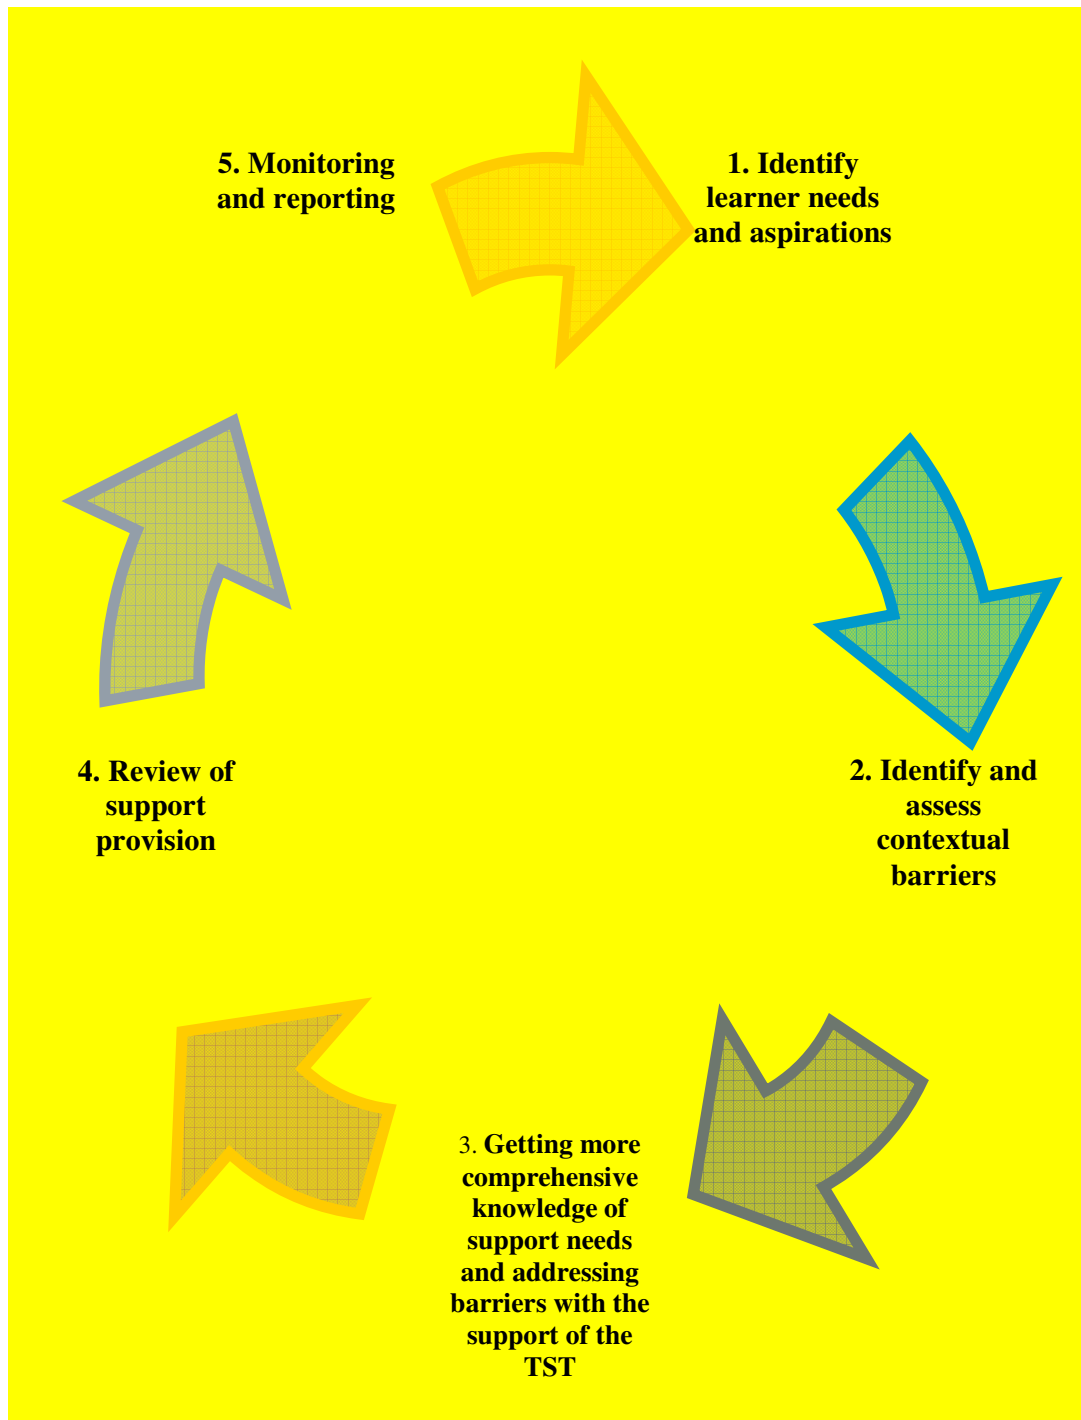 5. Monitoring
and reporting
1. Identify
learner needs
and aspirations
4. Review of
support
provision
2. Identify and
assess
contextual
barriers
3. Getting more
comprehensive
knowledge of
support needs
and addressing
barriers with the
support of the
TST